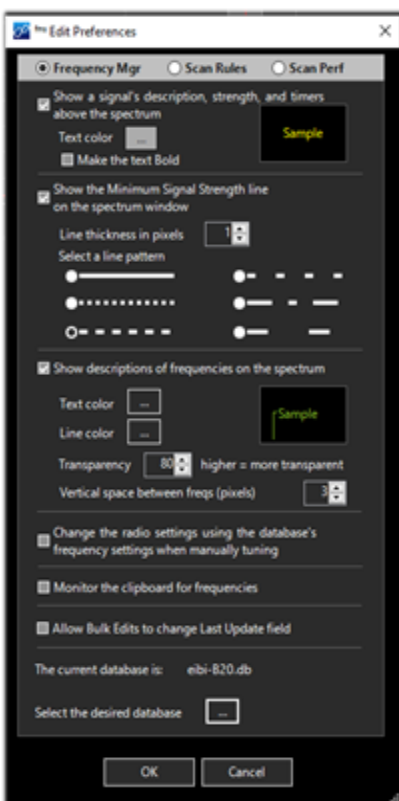 Edit Preferences
Frequency Mgr Scan Rules Scan Perf
Show a signal's description, strength, and timers
above the spectrum
Text color ...
Sample
Make the text Bold
Show the Minimum Signal Strength line
on the spectrum window
Line thickness in pixels 1
Select a line pattern
Show descriptions of frequencies on the spectrum
Text color ...
Sample
Line color ...
Transparency 80 higher = more transparent
Vertical space between freqs (pixels) 3
Change the radio settings using the database's
frequency settings when manually tuning
Monitor the clipboard for frequencies
Allow Bulk Edits to change Last Update field
The current database is: eibi-B20.db
Select the desired database ...
OK Cancel